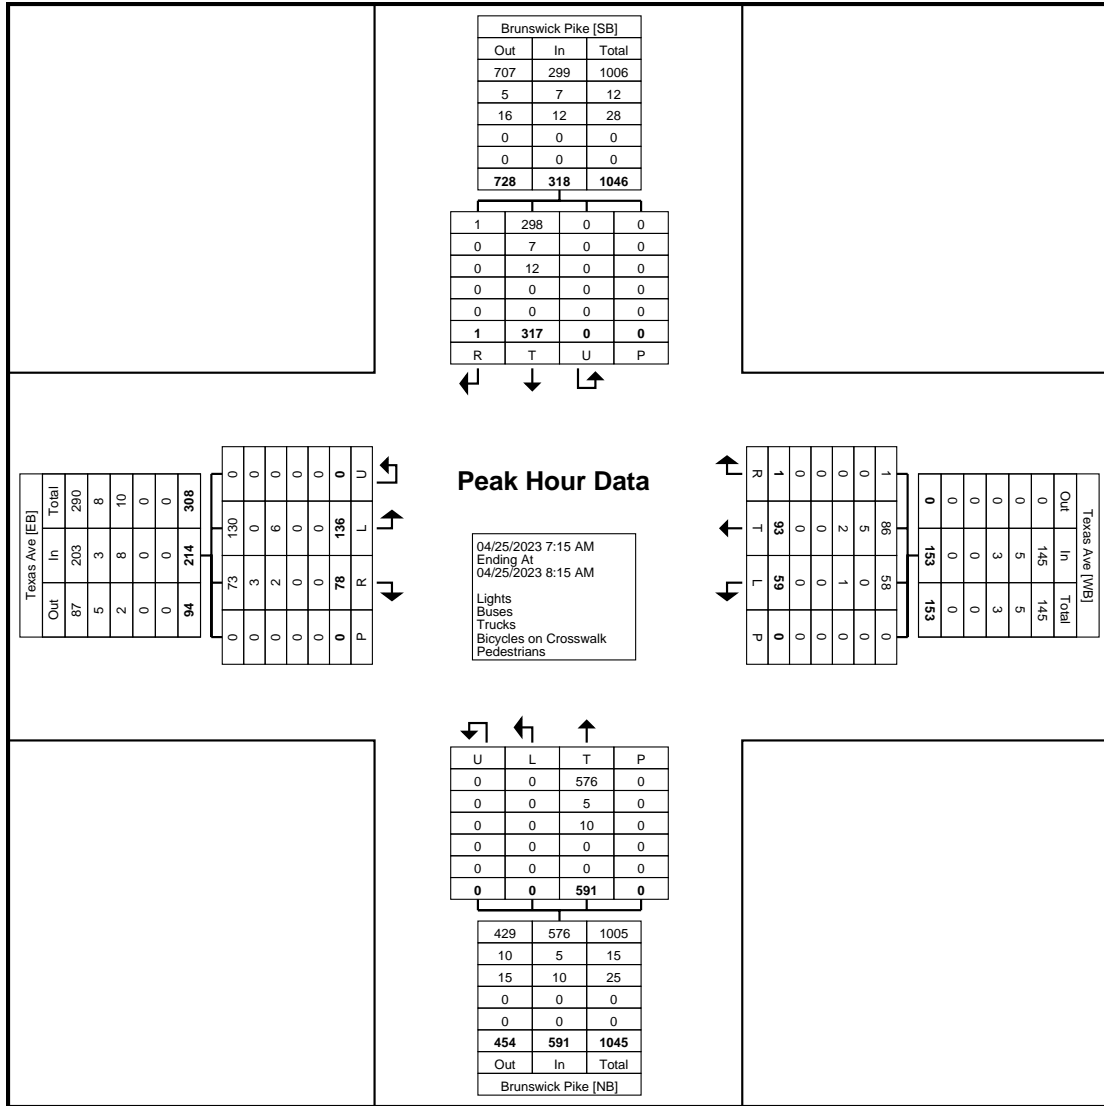 Brunswick Pike [SB]
Out In Total
707 299 1006
5 7 12
16 12 28
0 0 0
0 0 0
728 318 1046
1 298 0 0
0 7 0 0
0 12 0 0
0 0 0 0
0 0 0 0
1 317 0 0
R T U P
Texas Ave [EB]
Total In Out
290 203 87
8 3 5
10 8 2
0 0 0
0 0 0
308 214 94
0 130 73 0
0 0 3 0
0 6 2 0
0 0 0 0
0 0 0 0
0 136 78 0
U L R P
Peak Hour Data
04/25/2023 7:15 AM
Ending At
04/25/2023 8:15 AM
Lights
Buses
Trucks
Bicycles on Crosswalk
Pedestrians
Texas Ave [WB]
Out In Total
0 145 145
0 5 5
0 3 3
0 0 0
0 0 0
0 153 153
1 86 58 0
0 5 0 0
0 2 1 0
0 0 0 0
0 0 0 0
1 93 59 0
R T L P
U L T P
0 0 576 0
0 0 5 0
0 0 10 0
0 0 0 0
0 0 0 0
0 0 591 0
429 576 1005
10 5 15
15 10 25
0 0 0
0 0 0
454 591 1045
Out In Total
Brunswick Pike [NB]